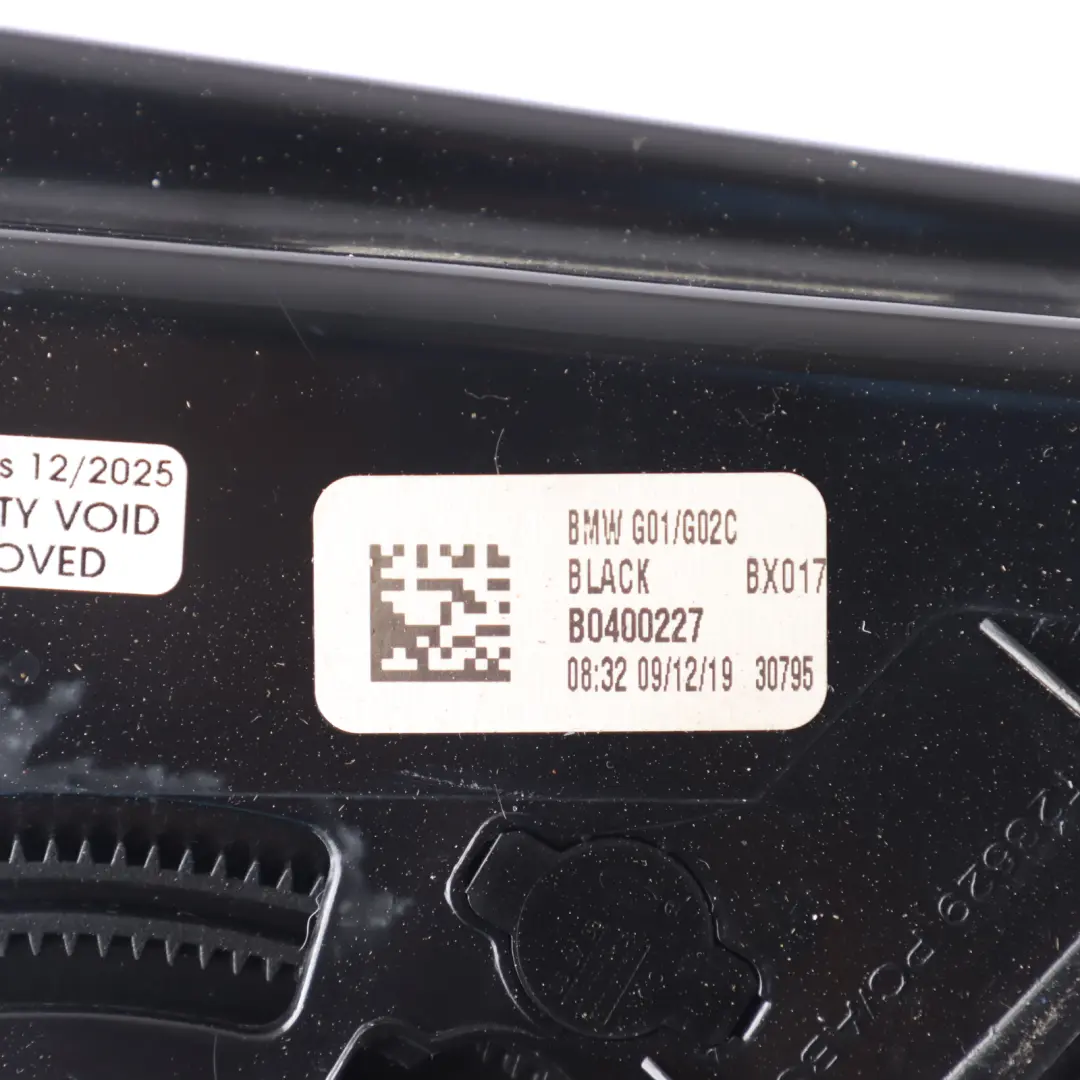 s 12/2025
TY VOID
OVED
BMW G01/G02C
BLACK BX017
B0400227
08:32 09/12/19 30795